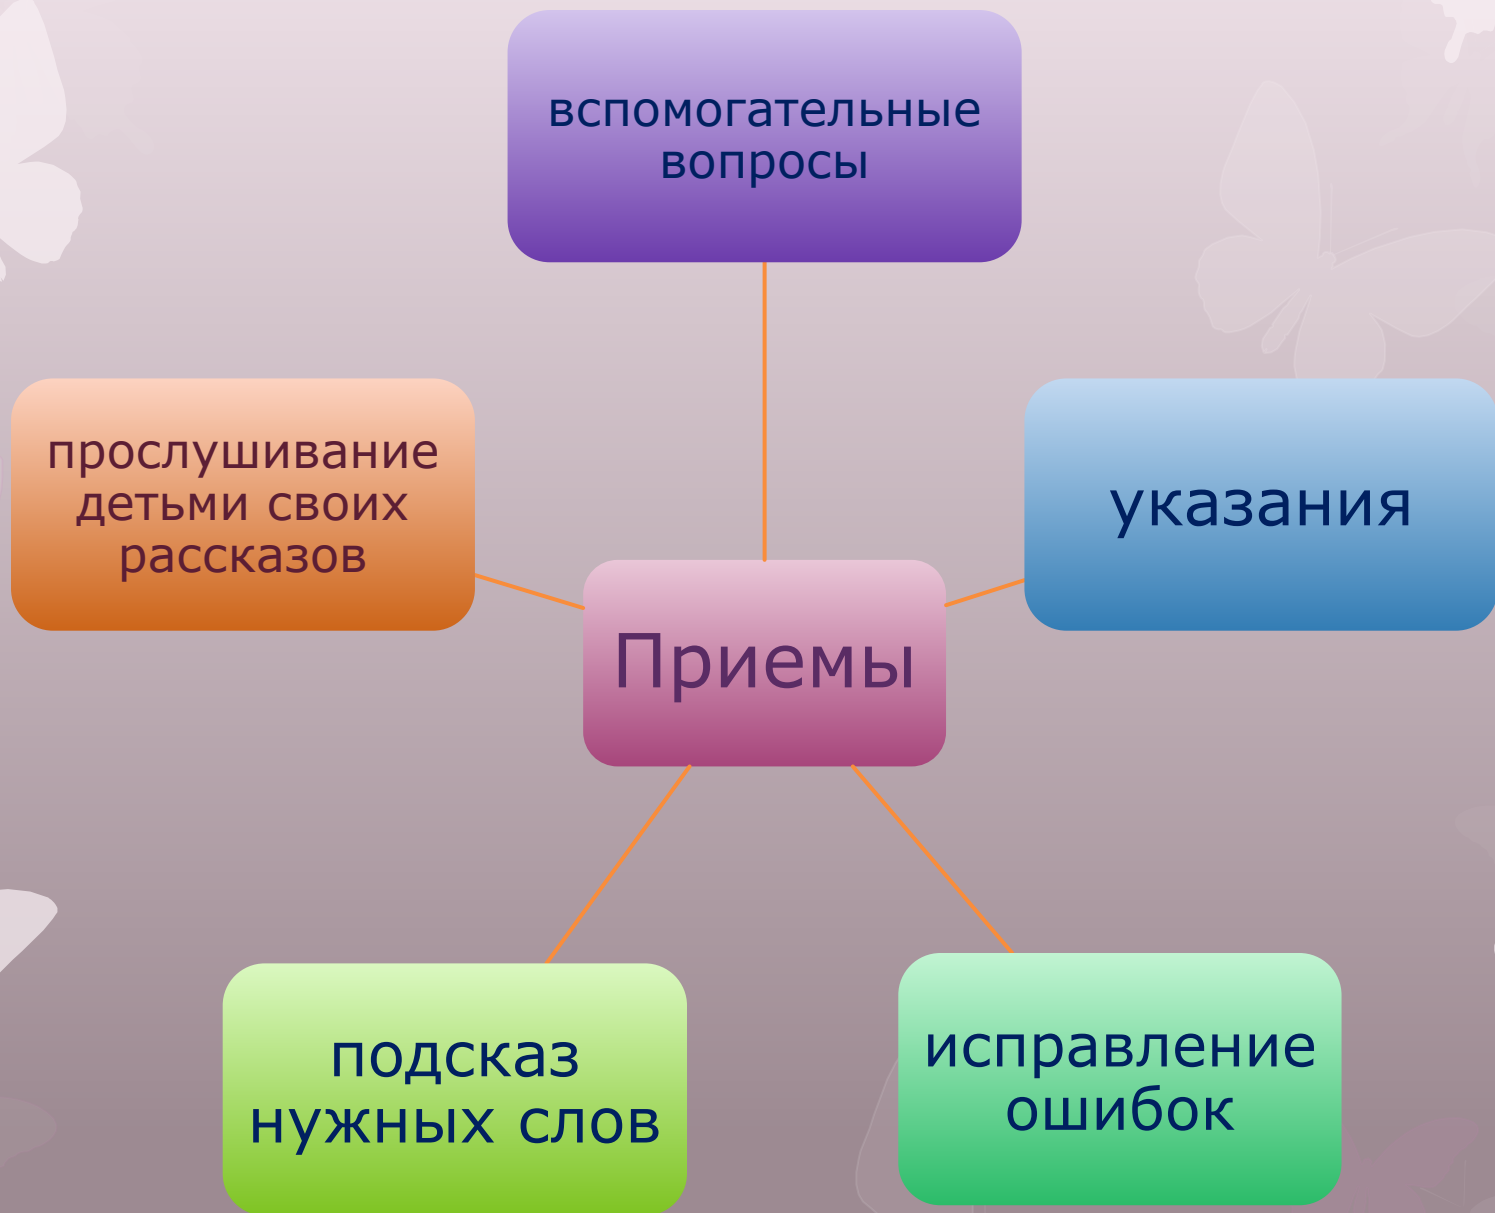 вспомогательные
вопросы
прослушивание
детьми своих
рассказов
указания
Приемы
подсказ
нужных слов
исправление
ошибок